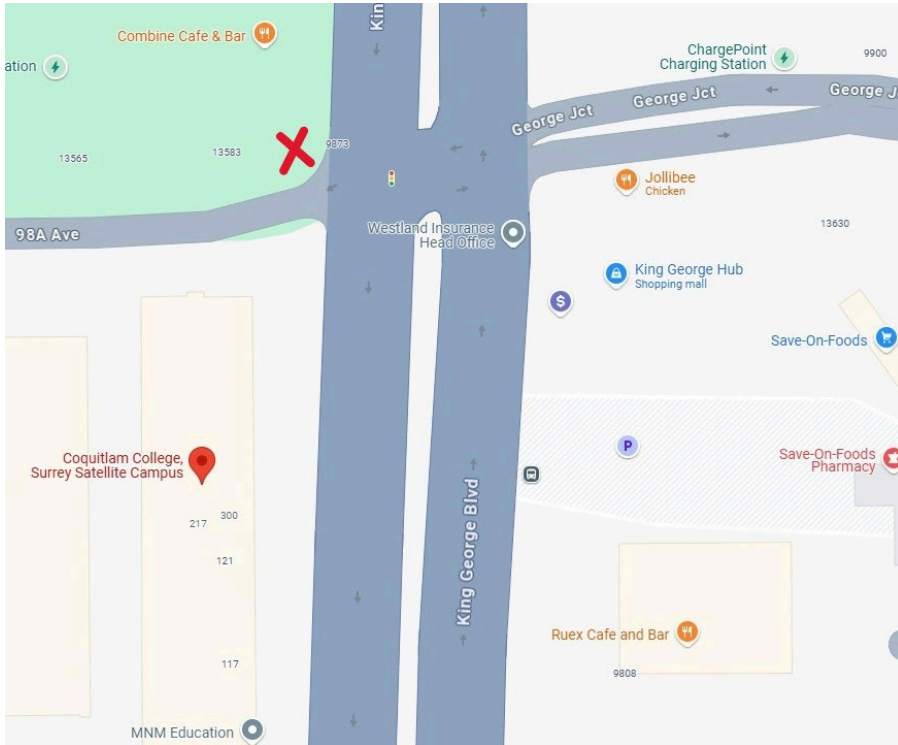 Kin
Combine Cafe & Bar
ation
ChargePoint
Charging Station
9900
George Jct
George Jct
George J
13565
13583
9873
Jollibee
Chicken
98A Ave
Westland Insurance
Head Office
13630
King George Hub
Shopping mall
$
Save-On-Foods
P
Coquitlam College,
Surrey Satellite Campus
Save-On-Foods
Pharmacy
300
217
121
King George Blvd
Ruex Cafe and Bar
117
9808
MNM Education